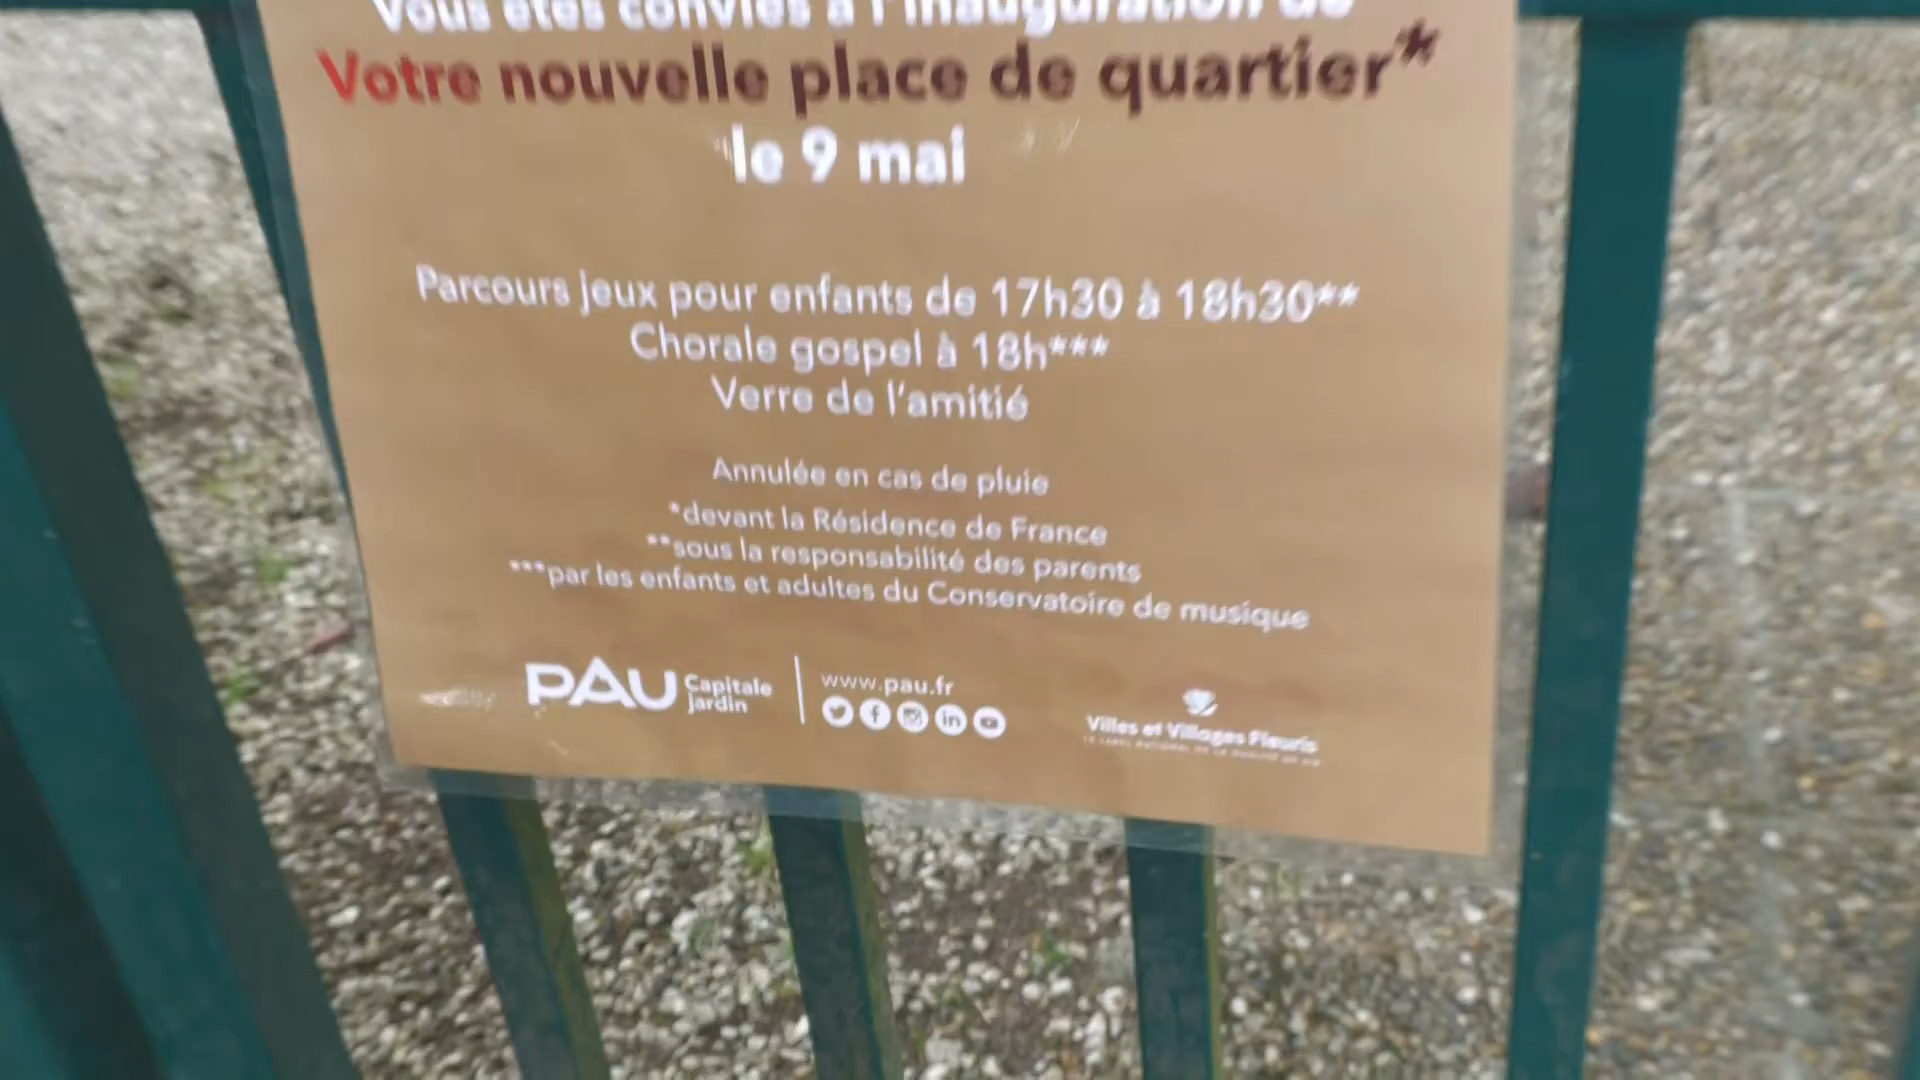 Vous êtes conviés à l'inauguration de
Votre nouvelle place de quartier*
le 9 mai
Parcours jeux pour enfants de 17h30 à 18h30**
Chorale gospel à 18h***
Verre de l'amitié
Annulée en cas de pluie
*devant la Résidence de France
**sous la responsabilité des parents
***par les enfants et adultes du Conservatoire de musique
PAU Capitale
jardin
www.pau.fr
Villes et Villages Fleuris